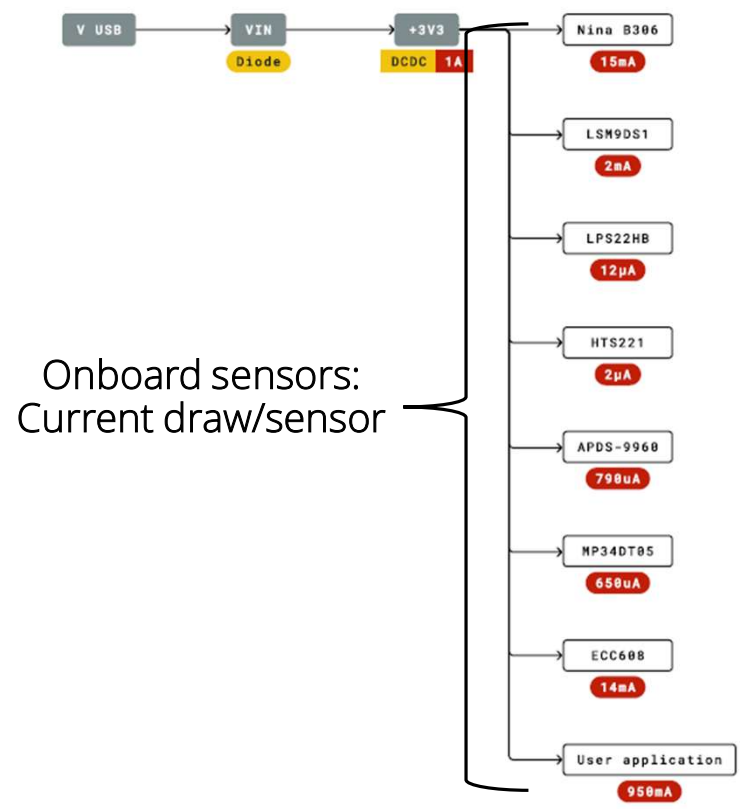 V USB
VIN
+3V3
Nina B306
Diode
DCDC 1A
15mA
LSM9DS1
2mA
LPS22HB
12µA
HTS221
2µA
Onboard sensors:
Current draw/sensor
APDS-9960
790uA
MP34DT05
650uA
ECC608
14mA
User application
950mA